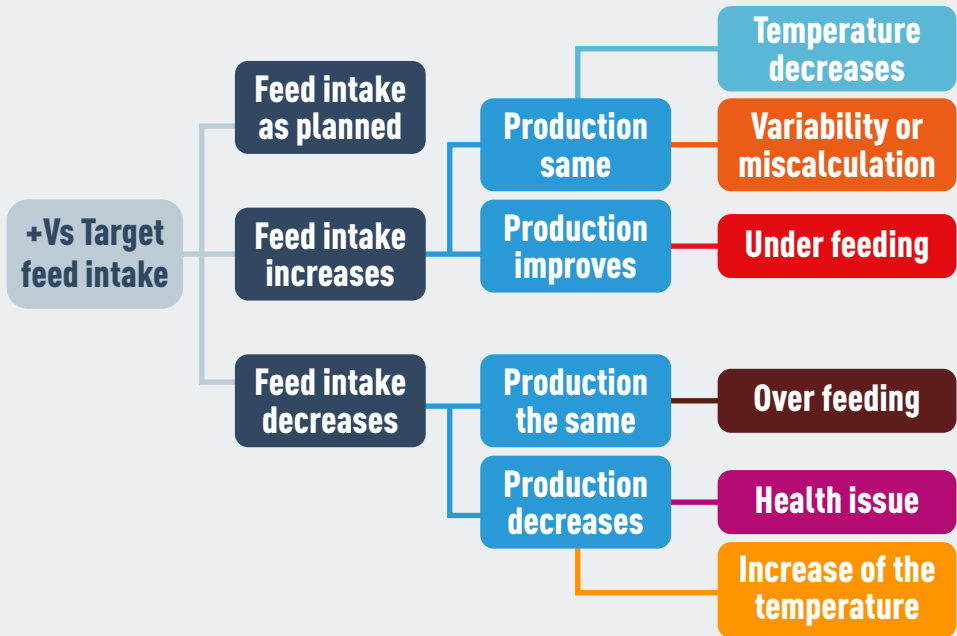 +Vs Target
feed intake
Feed intake
as planned
Feed intake
increases
Feed intake
decreases
Production
same
Production
improves
Production
the same
Production
decreases
Temperature
decreases
Variability or
miscalculation
Under feeding
Over feeding
Health issue
Increase of the
temperature